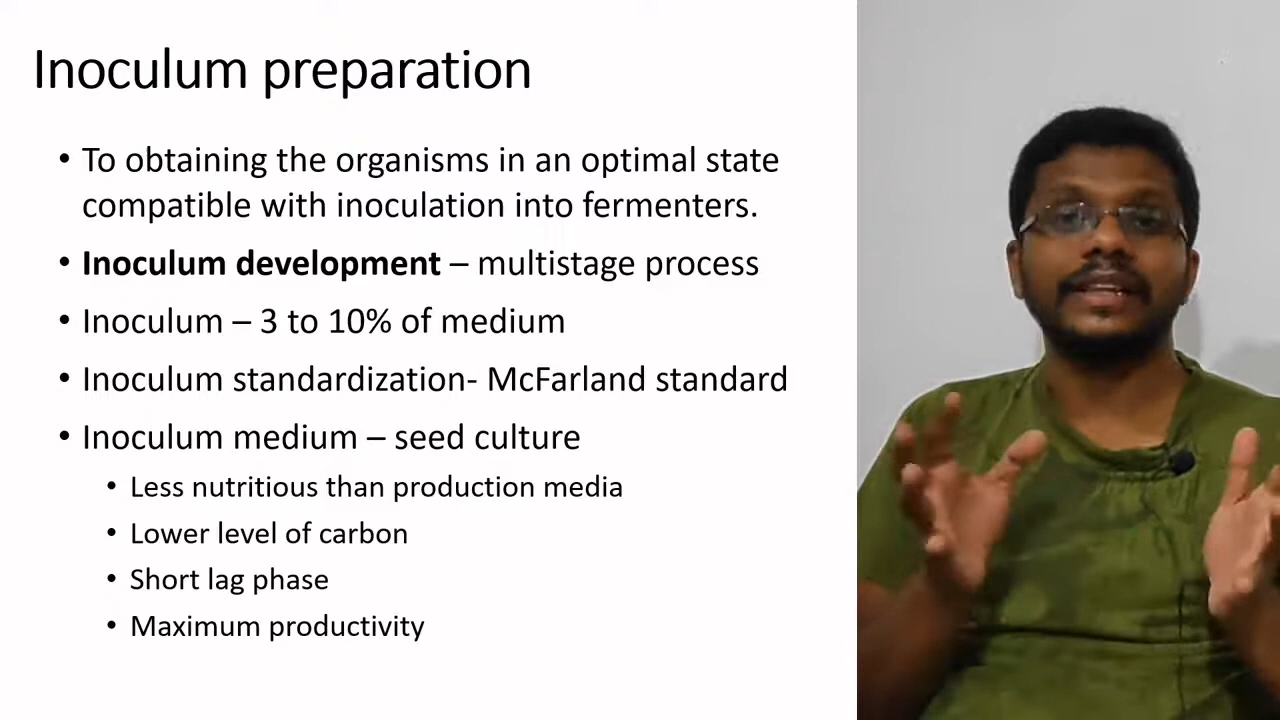 Inoculum preparation
• To obtaining the organisms in an optimal state
compatible with inoculation into fermenters.
• Inoculum development – multistage process
• Inoculum – 3 to 10% of medium
• Inoculum standardization- McFarland standard
• Inoculum medium – seed culture
• Less nutritious than production media
• Lower level of carbon
• Short lag phase
• Maximum productivity